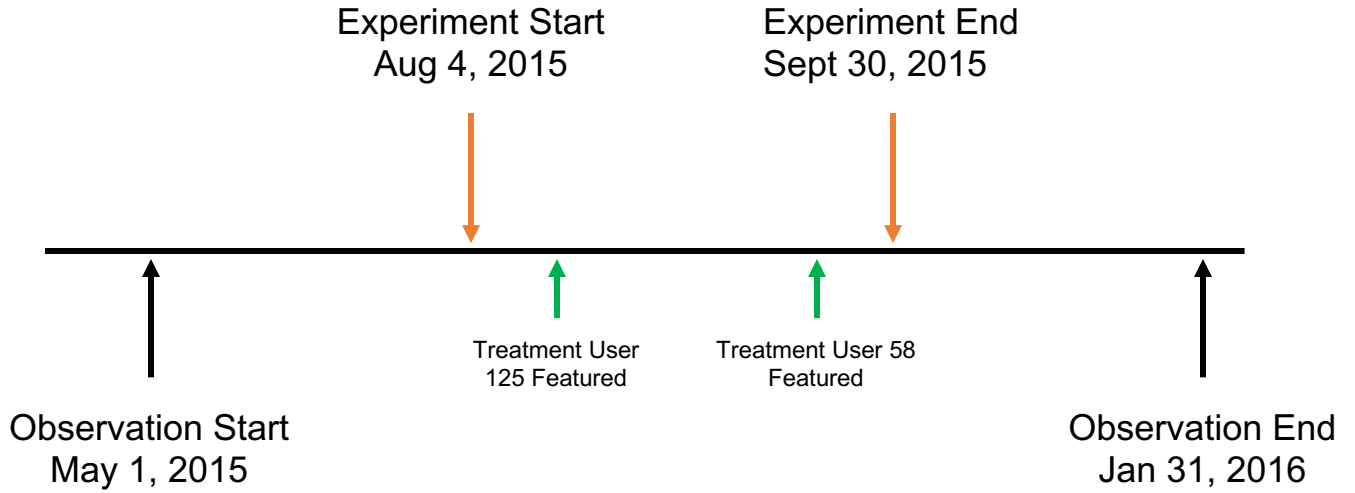 Experiment Start
Aug 4, 2015
Experiment End
Sept 30, 2015
Treatment User
125 Featured
Treatment User 58
Featured
Observation Start
May 1, 2015
Observation End
Jan 31, 2016